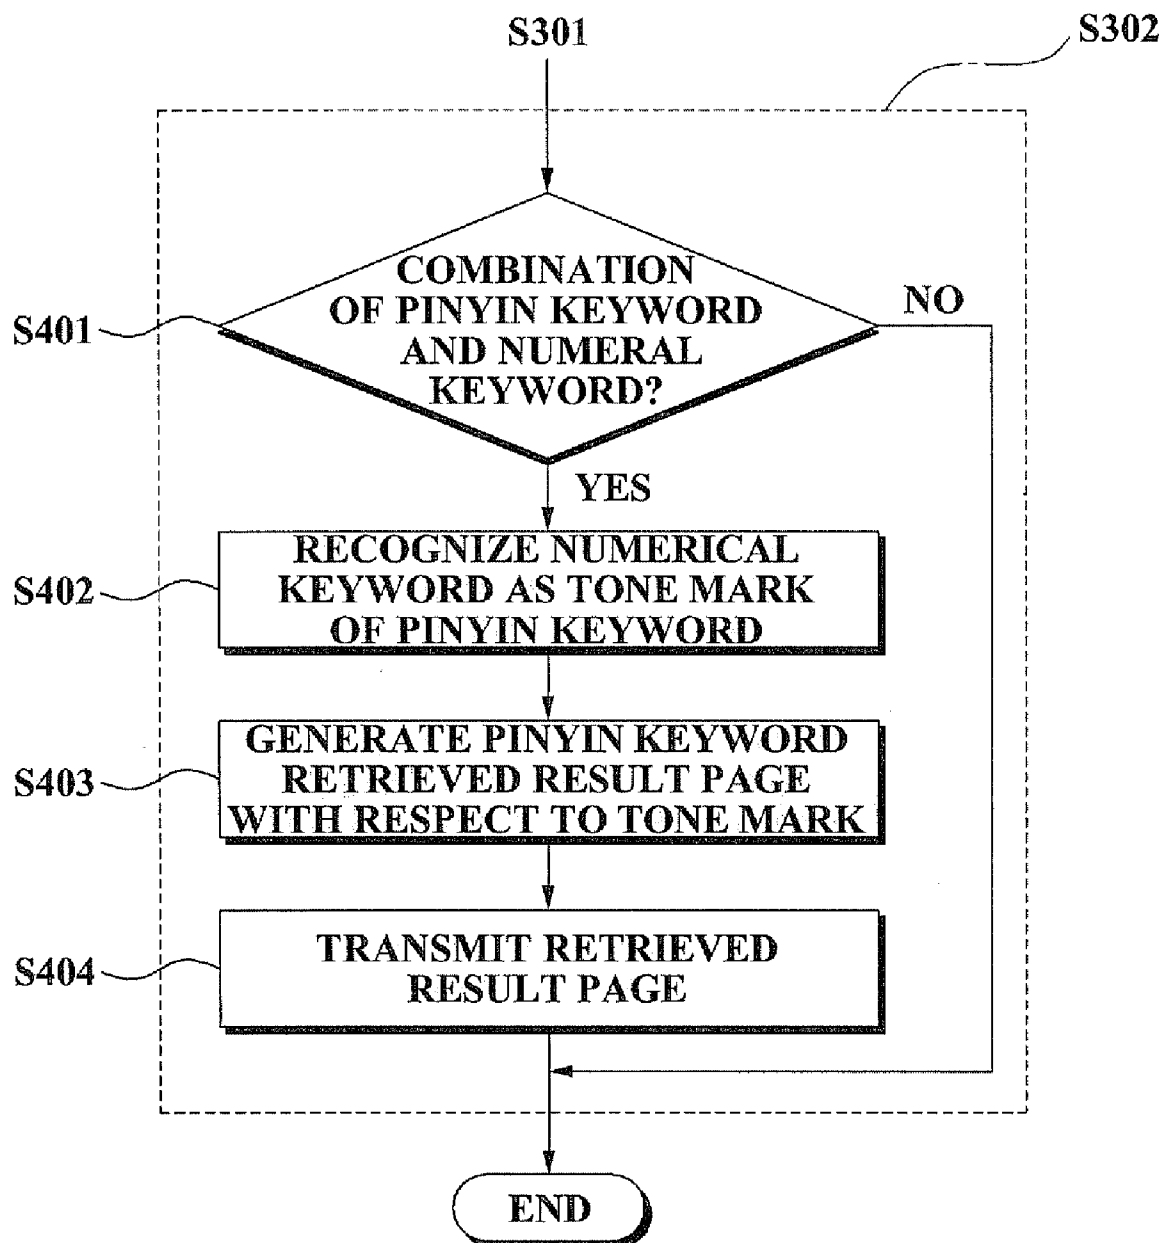 S301
S302
COMBINATION
OF PINYIN KEYWORD
AND NUMERAL
KEYWORD?
NO
S401
YES
RECOGNIZE NUMERICAL
KEYWORD AS TONE MARK
OF PINYIN KEYWORD
S402
GENERATE PINYIN KEYWORD
RETRIEVED RESULT PAGE
WITH RESPECT TO TONE MARK
S403
TRANSMIT RETRIEVED
RESULT PAGE
S404
END